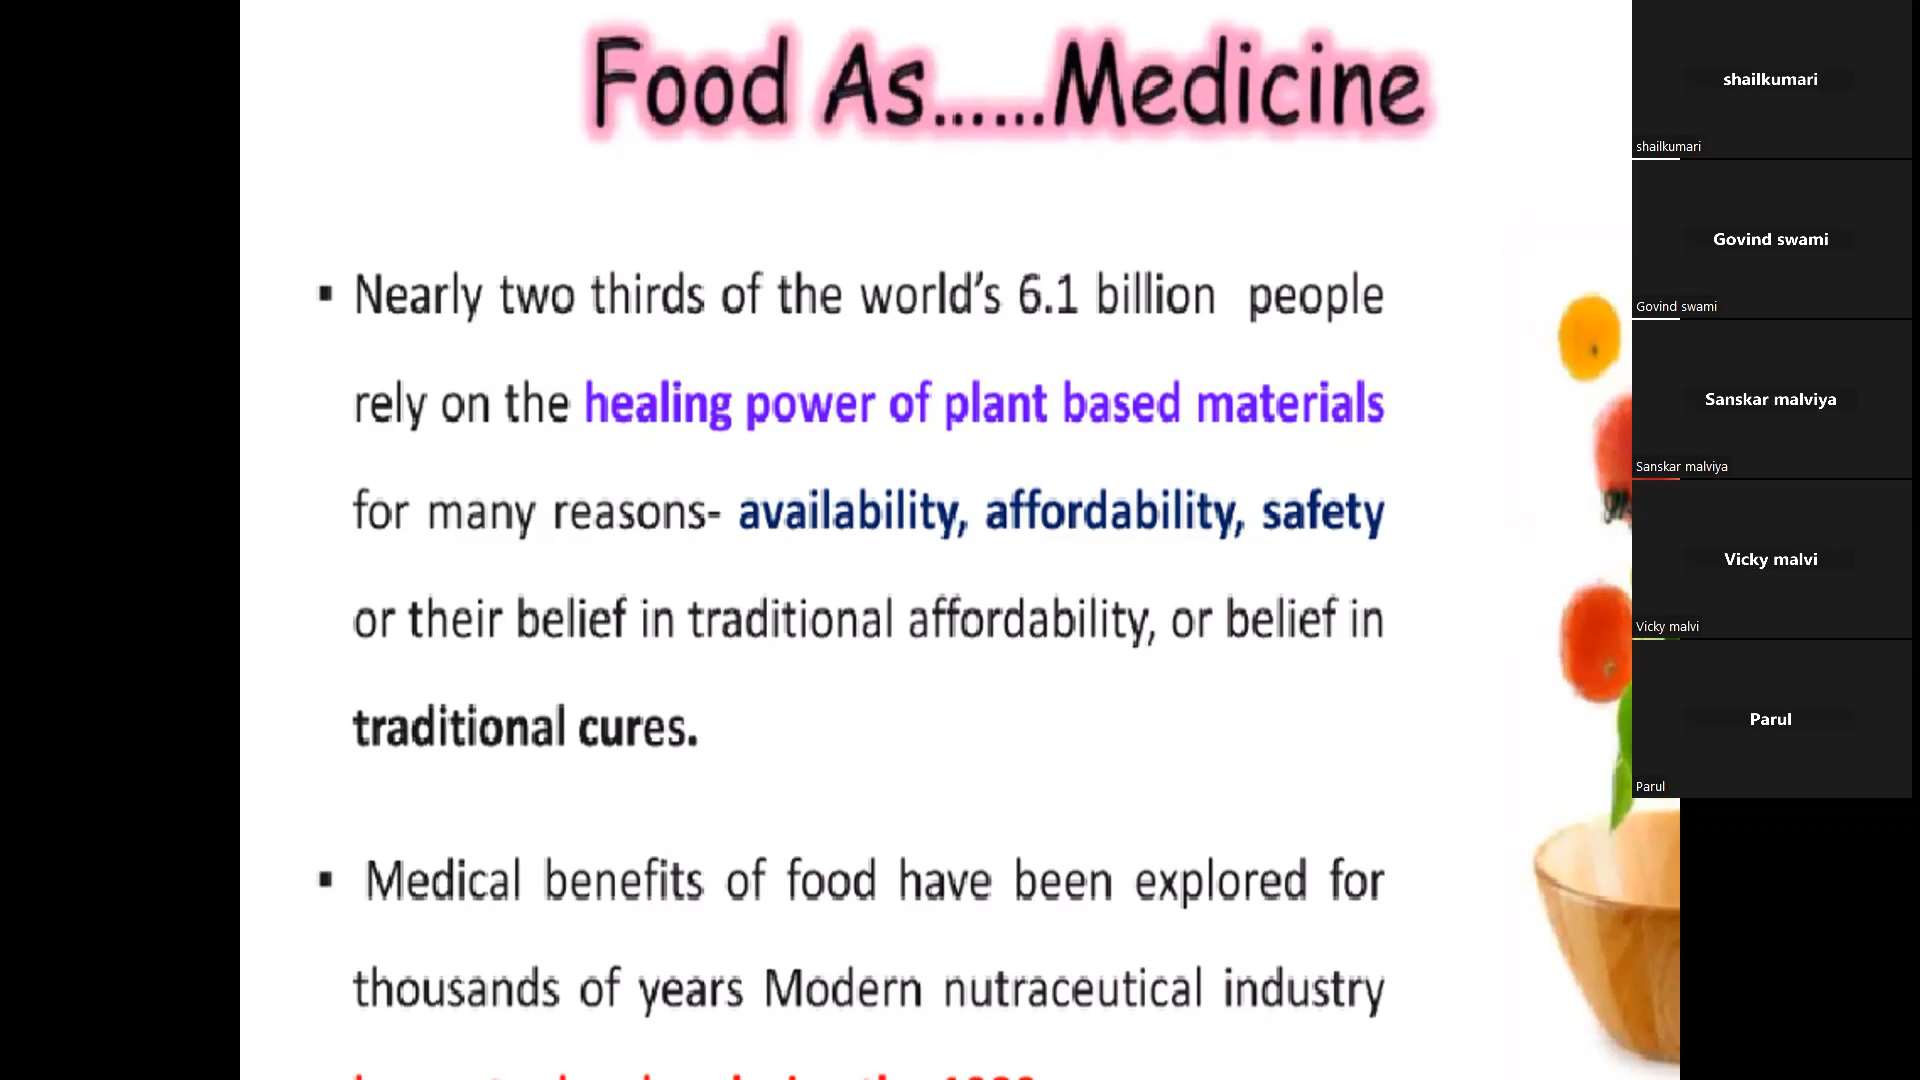 Food As......Medicine
▪ Nearly two thirds of the world's 6.1 billion people
rely on the healing power of plant based materials
for many reasons- availability, affordability, safety
or their belief in traditional affordability, or belief in
traditional cures.
▪ Medical benefits of food have been explored for
thousands of years Modern nutraceutical industry
shailkumari
shailkumari
Govind swami
Govind swami
Sanskar malviya
Sanskar malviya
Vicky malvi
Vicky malvi
Parul
Parul